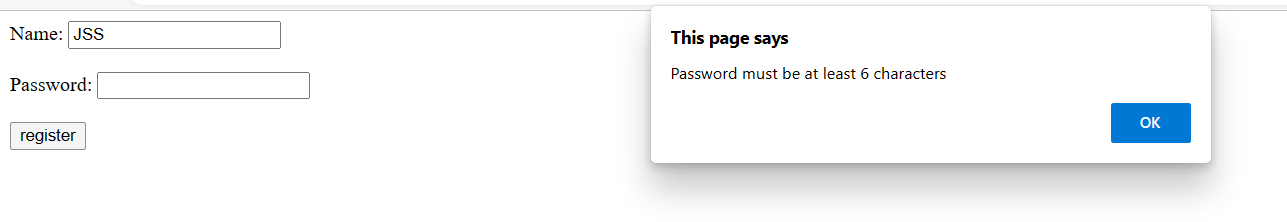 Name: JSS
Password:
register
This page says
Password must be at least 6 characters
OK